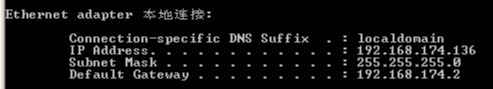 Ethernet adapter 本地连接:
Connection-specific DNS Suffix . : localdomain
IP Address. . . . . . . . . . . . : 192.168.174.136
Subnet Mask . . . . . . . . . . . : 255.255.255.0
Default Gateway . . . . . . . . . : 192.168.174.2